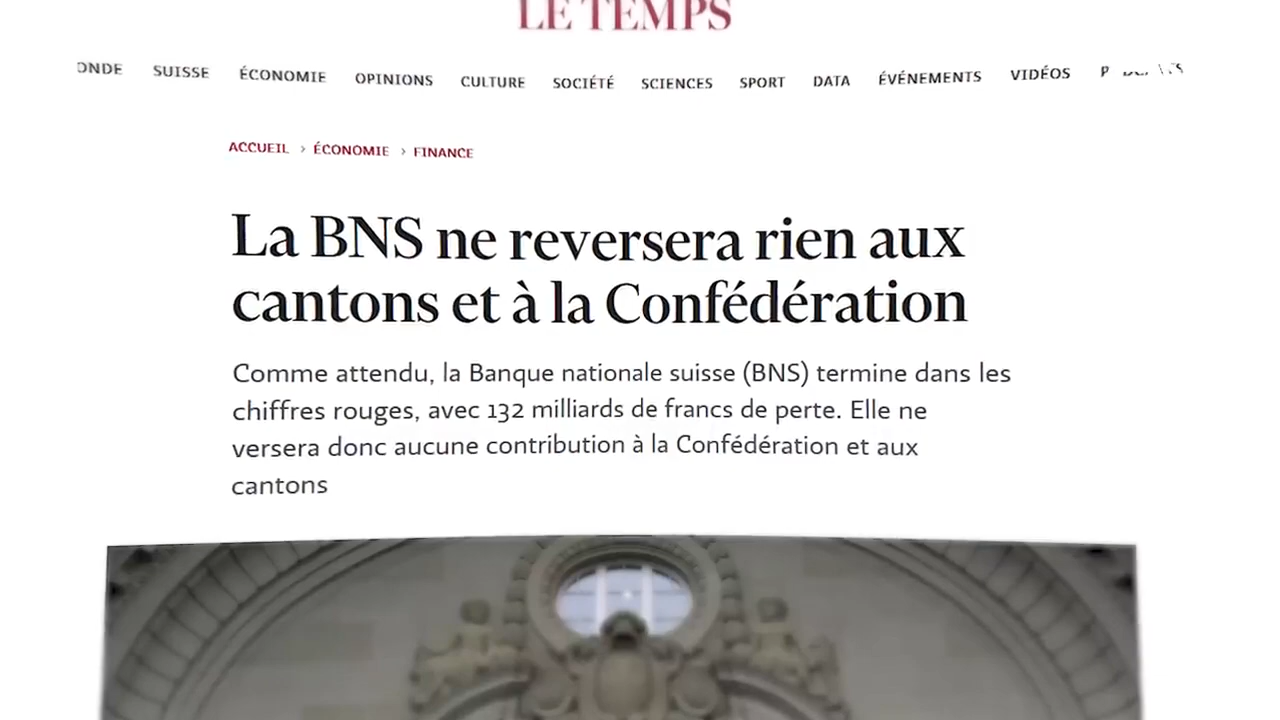 LE TEMPS
ONDE SUISSE ÉCONOMIE OPINIONS CULTURE SOCIÉTÉ SCIENCES SPORT DATA ÉVÉNEMENTS VIDÉOS
ACCUEIL > ÉCONOMIE > FINANCE
La BNS ne reversera rien aux
cantons et à la Confédération
Comme attendu, la Banque nationale suisse (BNS) termine dans les
chiffres rouges, avec 132 milliards de francs de perte. Elle ne
versera donc aucune contribution à la Confédération et aux
cantons